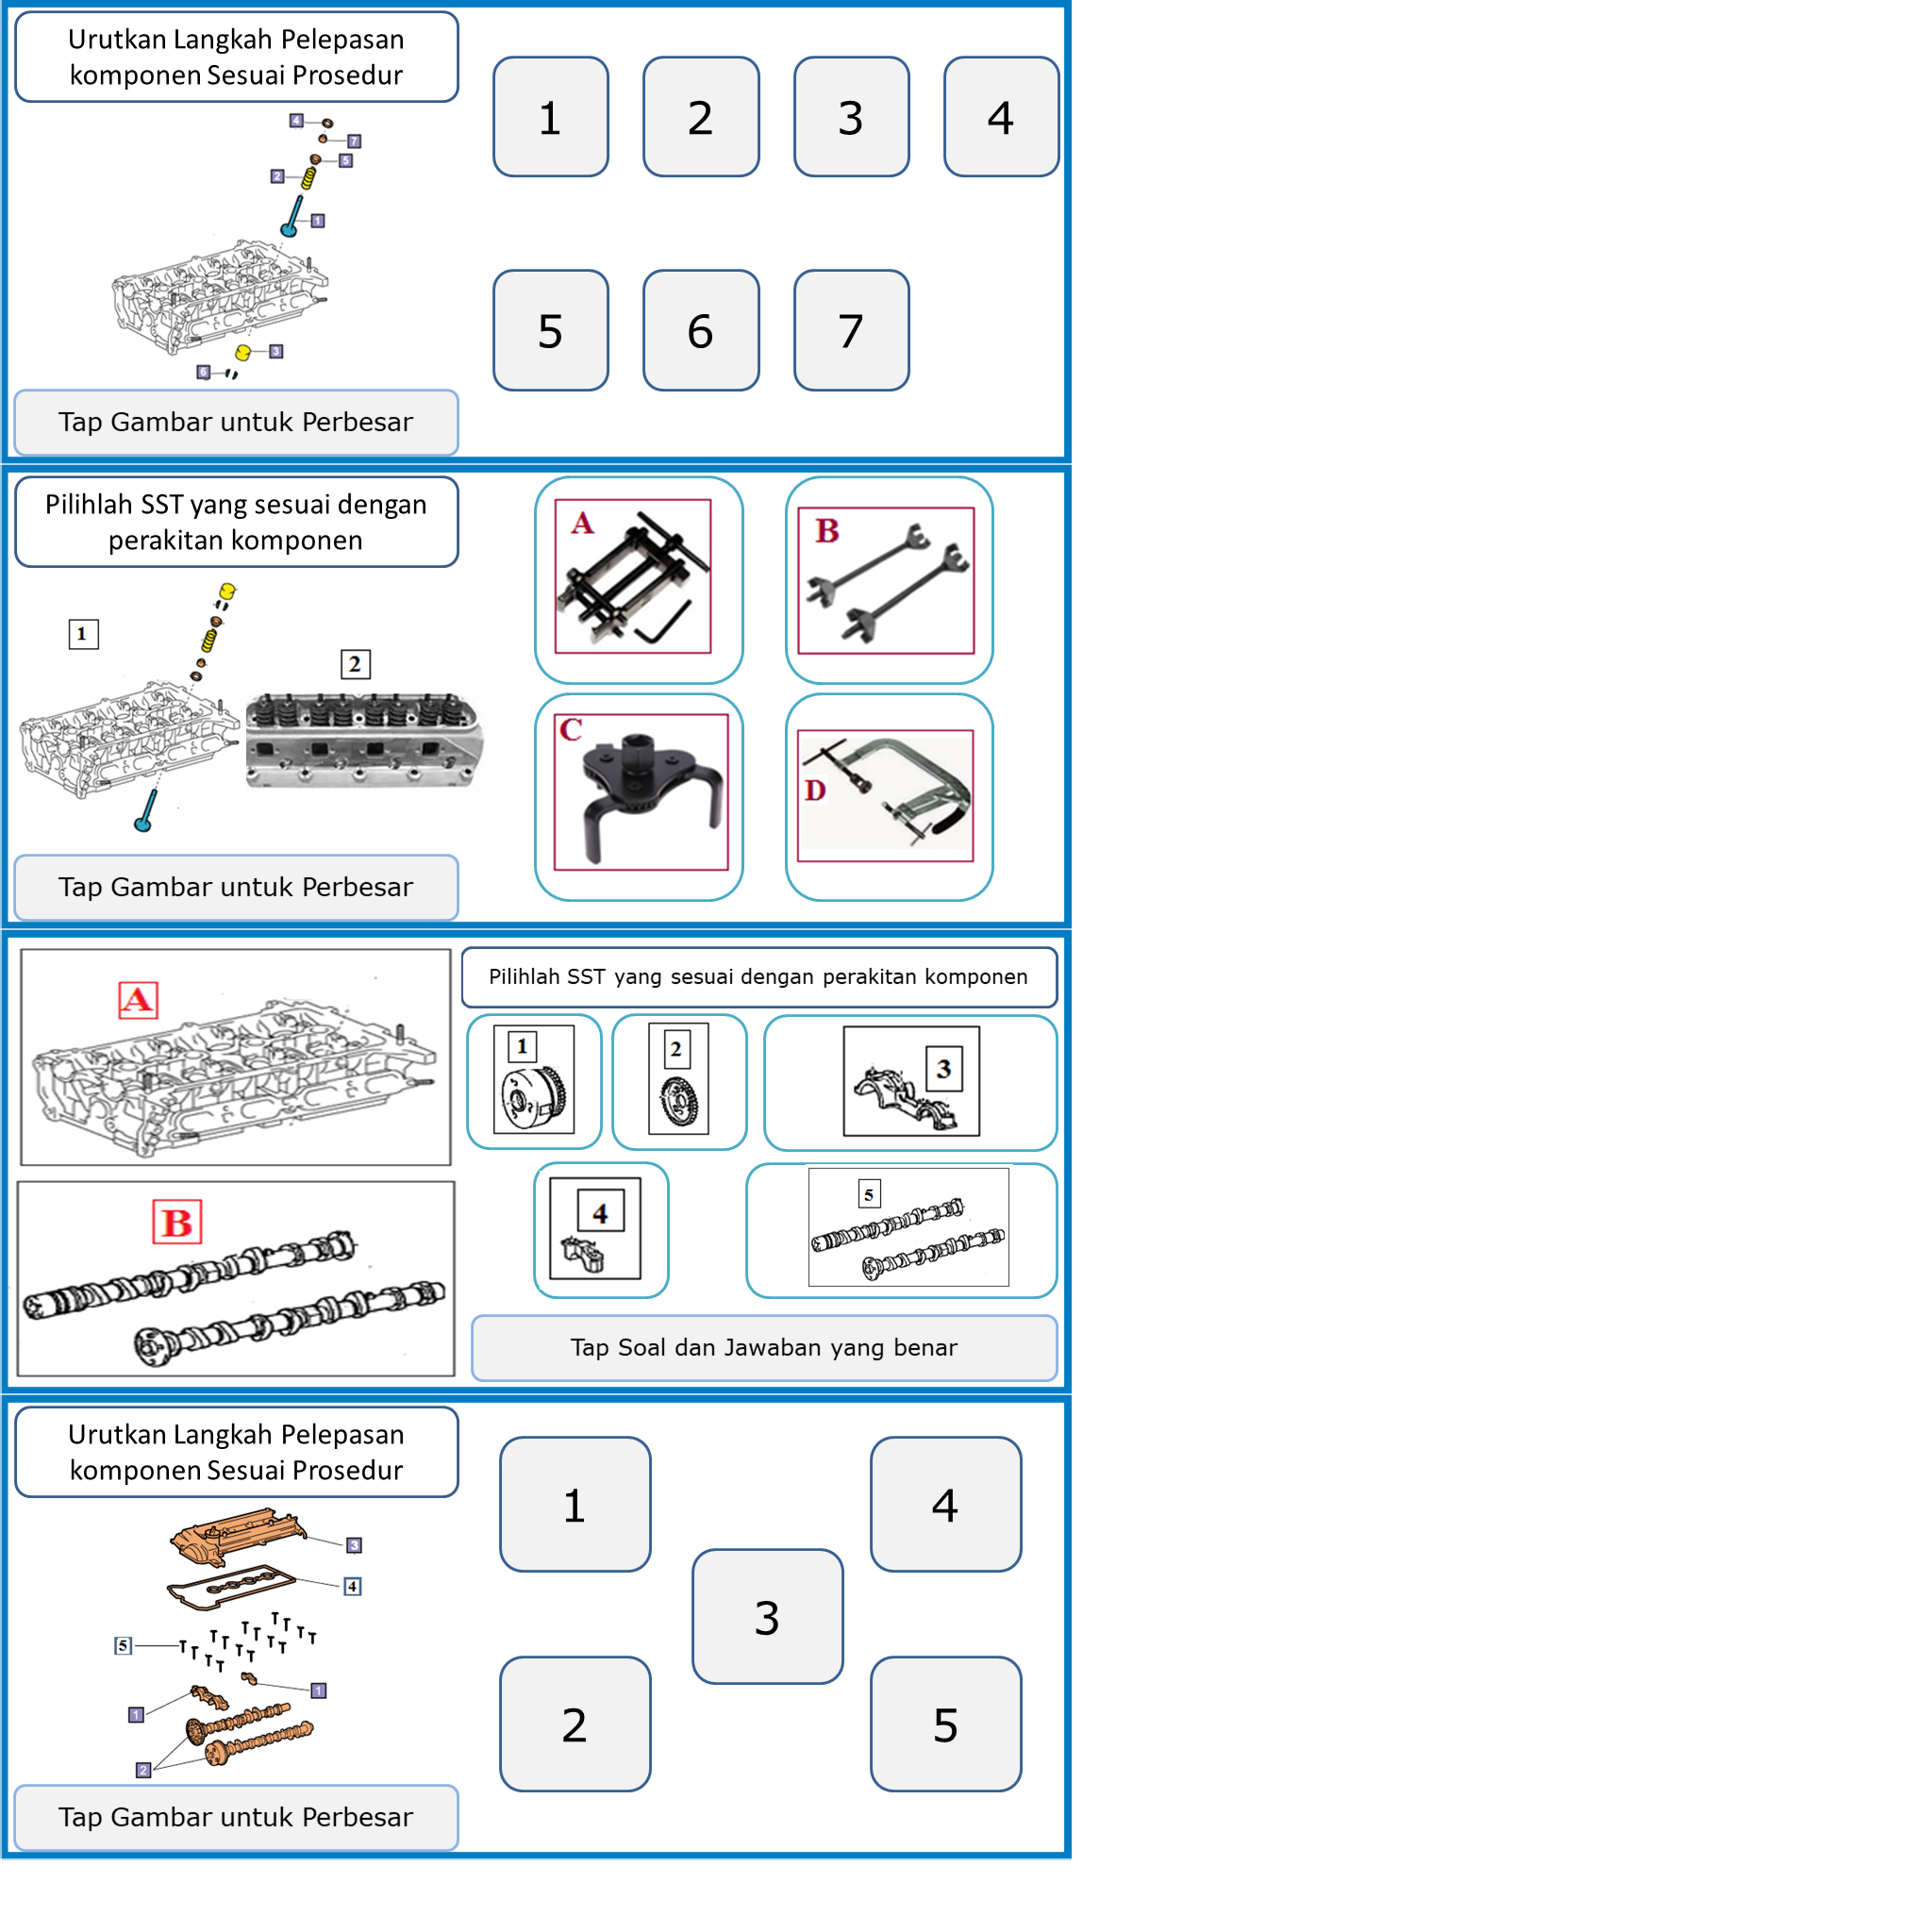 Urutkan Langkah Pelepasan
komponen Sesuai Prosedur
4
7
5
2
1
3
6
Tap Gambar untuk Perbesar
1 2 3 4
5 6 7
Pilihlah SST yang sesuai dengan
perakitan komponen
1
2
Tap Gambar untuk Perbesar
A
B
C
D
A
B
Pilihlah SST yang sesuai dengan perakitan komponen
1
2
3
4
5
Tap Soal dan Jawaban yang benar
Urutkan Langkah Pelepasan
komponen Sesuai Prosedur
3
4
5
1
1
2
Tap Gambar untuk Perbesar
1 4
3
2 5